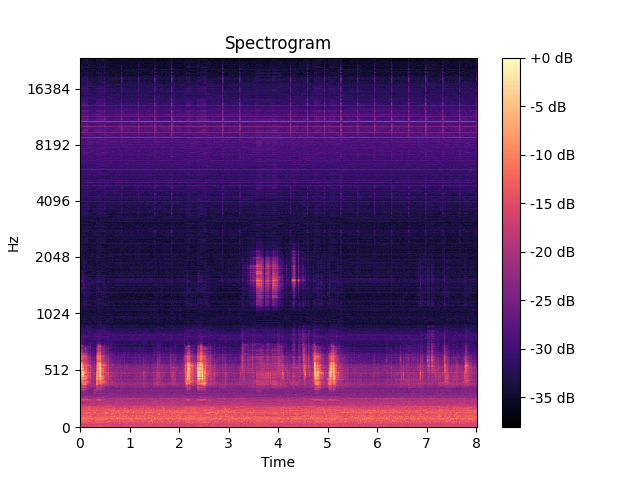 Spectrogram
Hz
16384
8192
4096
2048
1024
512
0
0 1 2 3 4 5 6 7 8
Time
+0 dB
-5 dB
-10 dB
-15 dB
-20 dB
-25 dB
-30 dB
-35 dB